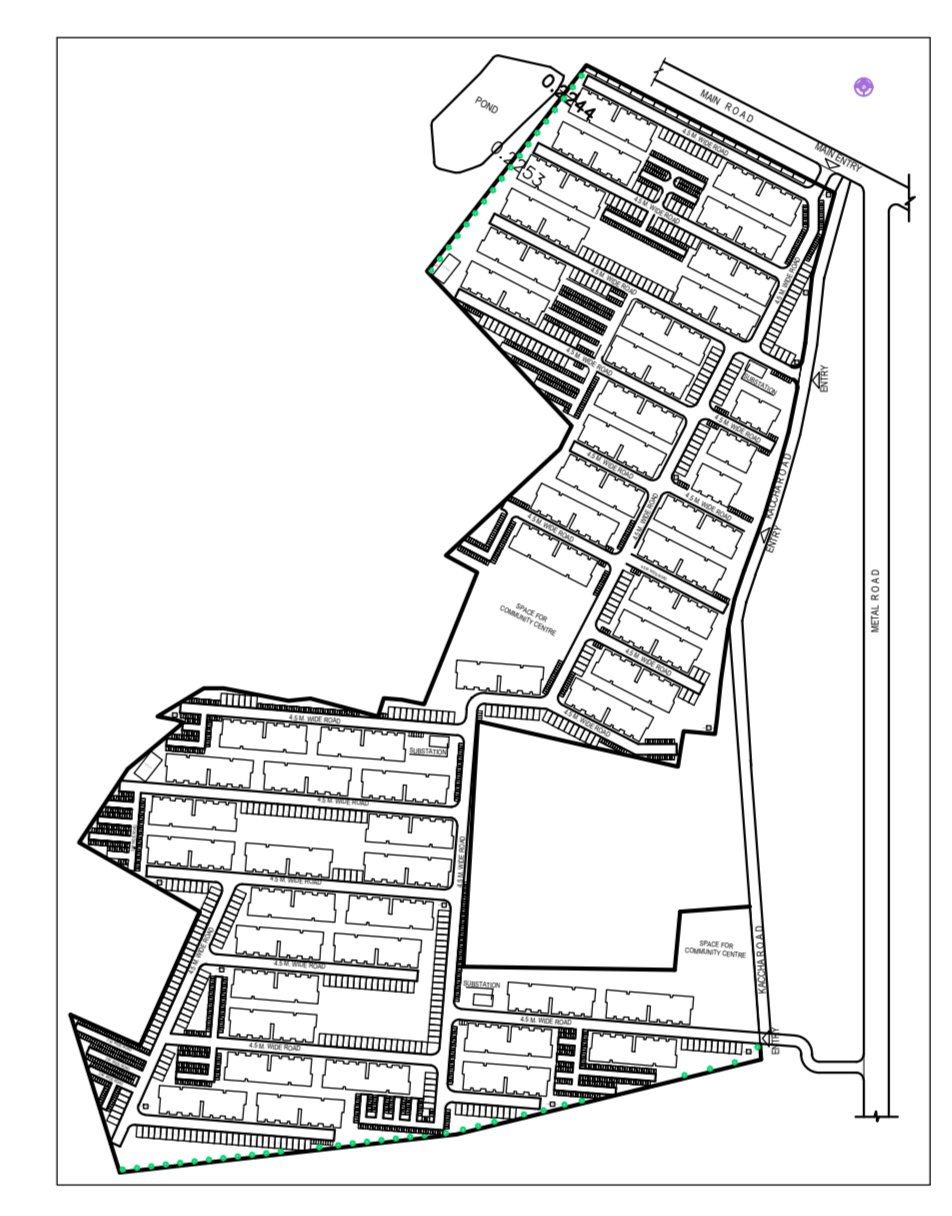 POND
0.2244
0.2253
MAIN ROAD
MAIN ENTRY
4.5 M. WIDE ROAD
4.5 M. WIDE ROAD
4.5 M. WIDE ROAD
4.5 M. WIDE ROAD
4.5 M. WIDE ROAD
SUBSTATION
ENTRY
4.5 M. WIDE ROAD
4.5 M. WIDE ROAD
KACCHA ROAD
4.5 M. WIDE ROAD
4.5 M. WIDE ROAD
4.5 M. WIDE ROAD
ENTRY
METAL ROAD
SPACE FOR
COMMUNITY CENTRE
4.5 M. WIDE ROAD
4.5 M. WIDE ROAD
4.5 M. WIDE ROAD
SUBSTATION
4.5 M. WIDE ROAD
4.5 M. WIDE ROAD
4.5 M. WIDE ROAD
4.5 M. WIDE ROAD
SPACE FOR
COMMUNITY CENTRE
KACCHA ROAD
4.5 M. WIDE ROAD
SUBSTATION
4.5 M. WIDE ROAD
4.5 M. WIDE ROAD
ENTRY